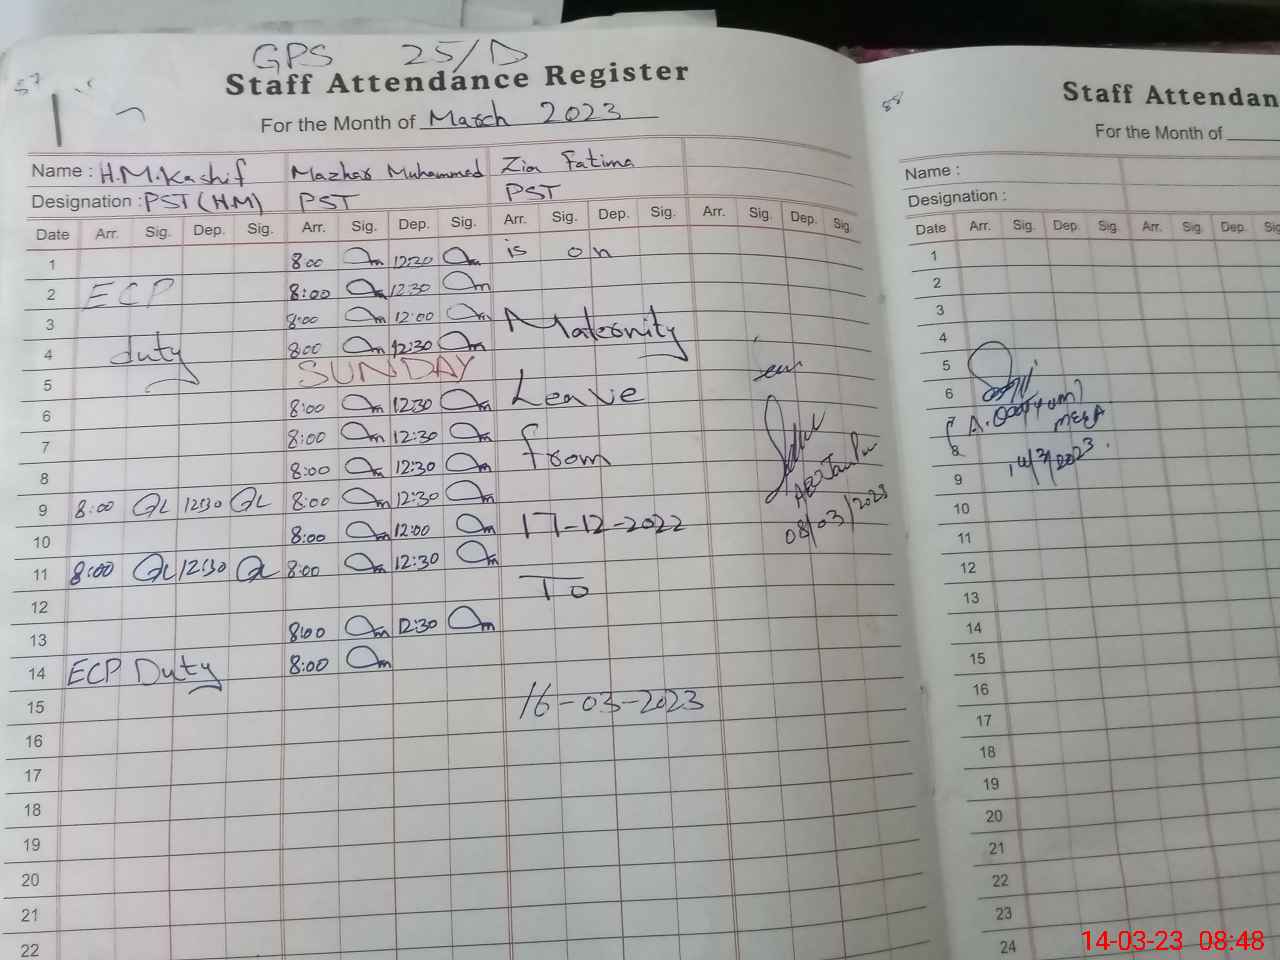 GPS 25/D
57
Staff Attendance Register
For the Month of March 2023
Name : H.M.Kashif Mazhar Muhammad Zia Fatima
Designation : PST (HM) PST PST
Date Arr. Sig. Dep. Sig. Arr. Sig. Dep. Sig. Arr. Sig. Dep. Sig. Arr. Sig. Dep. Sig.
1 8:00 12:30 is on
2 ECP 8:00 12:30
3 8:00 12:00 Maternity
4 duty 8:00 12:30
5 SUNDAY
6 8:00 12:30 Leave
7 8:00 12:30
8 8:00 12:30 from
9 8:00 12:30 8:00 12:30
10 8:00 12:00 17-12-2022
08/03/2023
11 8:00 12:30 8:00 12:30
12 To
13 8:00 12:30
14 ECP Duty 8:00
15 16-03-2023
16
17
18
19
20
21
22
88
Staff Attendan
For the Month of
Name :
Designation :
Date Arr. Sig. Dep. Sig. Arr. Sig. Dep. Sig
1
2
3
4
5
6
8
9
14/3/2023.
10
11
12
13
14
15
16
17
18
19
20
21
22
23
24
14-03-23 08:48